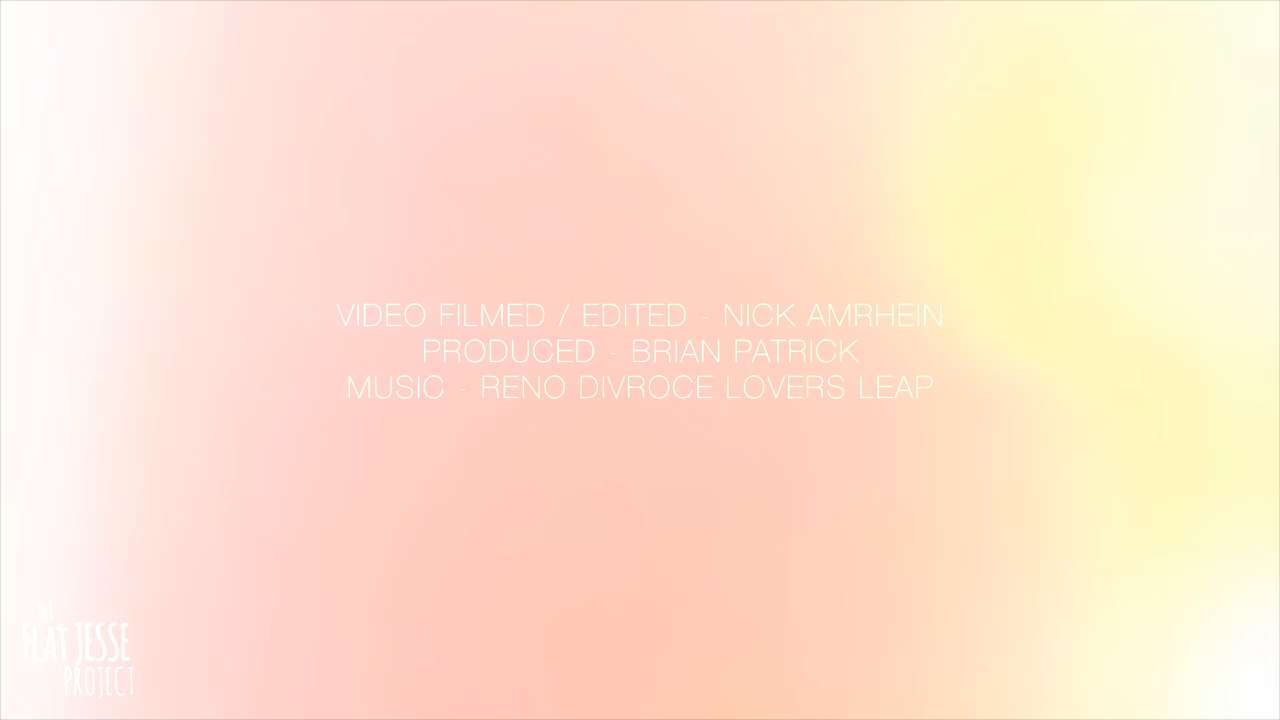 VIDEO FILMED / EDITED - NICK AMRHEIN
PRODUCED - BRIAN PATRICK
MUSIC - RENO DIVROCE LOVERS LEAP
THE
FLAT JESSE
PROJECT